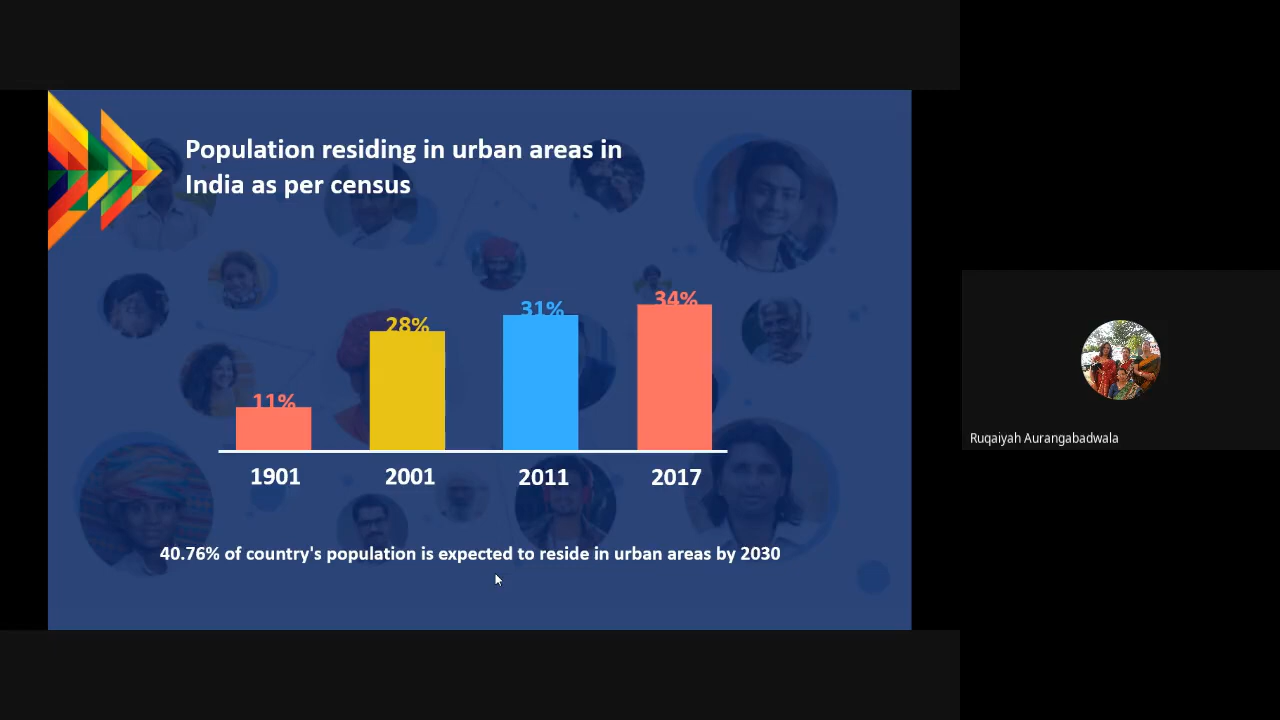 Population residing in urban areas in
India as per census
11%
28%
31%
34%
1901
2001
2011
2017
40.76% of country's population is expected to reside in urban areas by 2030
Ruqaiyah Aurangabadwala